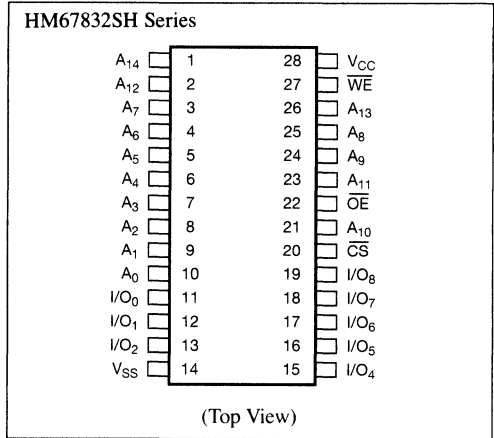 HM67832SH Series
A14 1 28 VCC
A12 2 27 WE
A7 3 26 A13
A6 4 25 A8
A5 5 24 A9
A4 6 23 A11
A3 7 22 OE
A2 8 21 A10
A1 9 20 CS
A0 10 19 I/O8
I/O0 11 18 I/O7
I/O1 12 17 I/O6
I/O2 13 16 I/O5
VSS 14 15 I/O4
(Top View)